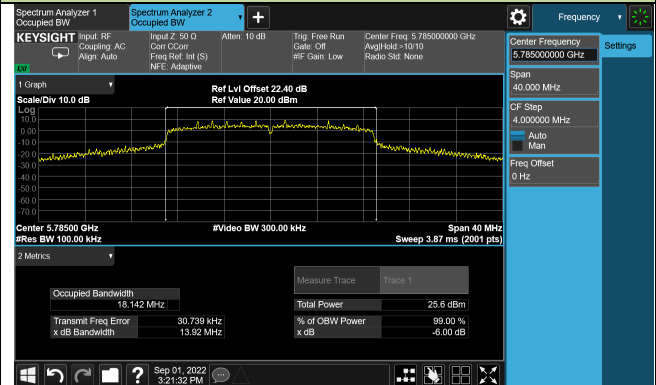 Spectrum Analyzer 1
Occupied BW
Spectrum Analyzer 2
Occupied BW
Frequency
KEYSIGHT
LXI
Input: RF
Coupling: AC
Align: Auto
Input Z: 50 Ω
Corr CCorr
Freq Ref: Int (S)
NFE: Adaptive
Atten: 10 dB
Trig: Free Run
Gate: Off
#IF Gain: Low
Center Freq: 5.785000000 GHz
Avg|Hold:>10/10
Radio Std: None
Center Frequency
5.785000000 GHz
Settings
Span
40.000 MHz
CF Step
4.000000 MHz
Auto
Man
Freq Offset
0 Hz
1 Graph
Scale/Div 10.0 dB
Ref Lvl Offset 22.40 dB
Ref Value 20.00 dBm
Log
10.0
0.00
-10.0
-20.0
-30.0
-40.0
-50.0
-60.0
-70.0
Center 5.78500 GHz
#Res BW 100.00 kHz
#Video BW 300.00 kHz
Span 40 MHz
Sweep 3.87 ms (2001 pts)
2 Metrics
Measure Trace Trace 1
Occupied Bandwidth
18.142 MHz
Total Power 25.6 dBm
Transmit Freq Error 30.739 kHz
% of OBW Power 99.00 %
x dB Bandwidth 13.92 MHz
x dB -6.00 dB
?
Sep 01, 2022
3:21:32 PM